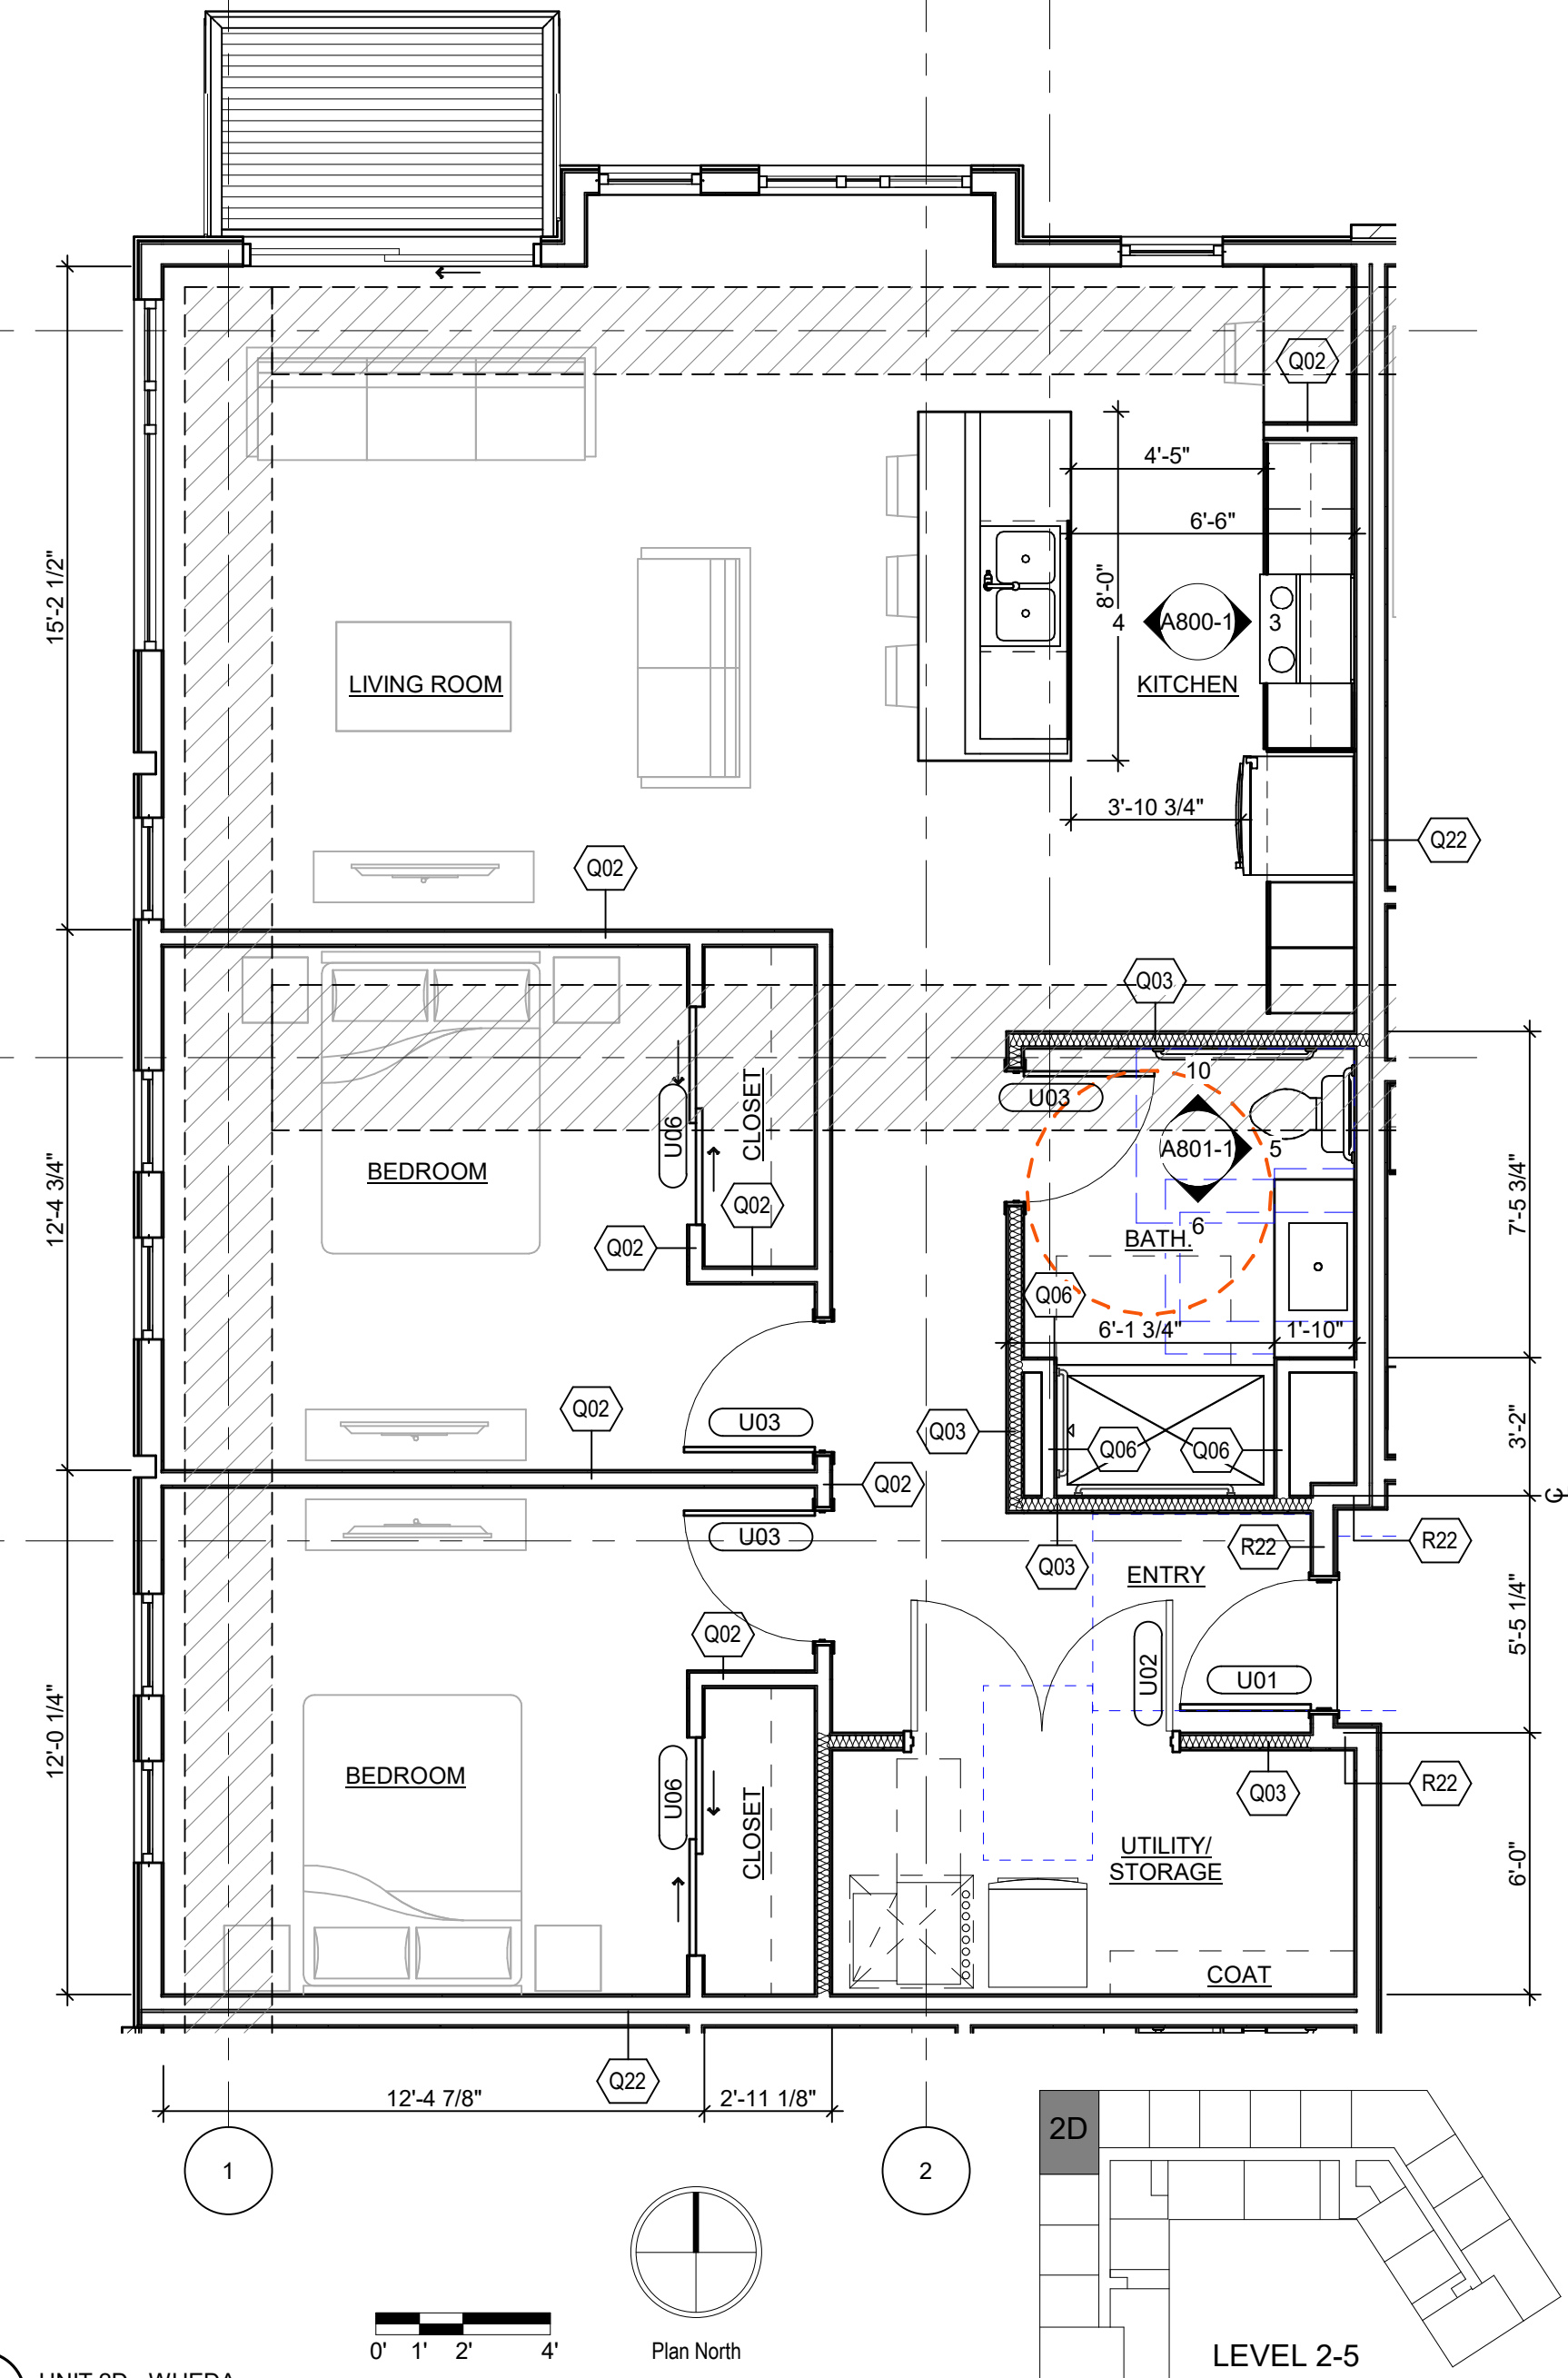 Q02
4'-5"
6'-6"
15'-2 1/2"
8'-0"
4
A800-1
3
LIVING ROOM
KITCHEN
3'-10 3/4"
Q22
Q02
Q03
10
U03
CLOSET
U06
A801-1
5
BEDROOM
12'-4 3/4"
7'-5 3/4"
Q02
6
BATH.
Q02
Q06
6'-1 3/4"
1'-10"
Q02
U03
Q03
Q06
Q06
3'-2"
Q02
U03
R22
R22
Q03
ENTRY
5'-5 1/4"
Q02
U02
U01
12'-0 1/4"
BEDROOM
U06
CLOSET
Q03
R22
UTILITY/
STORAGE
6'-0"
COAT
Q22
12'-4 7/8"
2'-11 1/8"
2D
1
2
0'
1'
2'
4'
Plan North
LEVEL 2-5